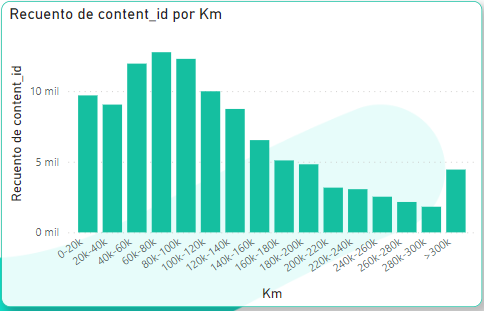 Recuento de content_id por Km
Recuento de content_id
10 mil
5 mil
0 mil
0-20k
20k-40k
40k-60k
60k-80k
80k-100k
100k-120k
120k-140k
140k-160k
160k-180k
180k-200k
200k-220k
220k-240k
240k-260k
260k-280k
280k-300k
>300k
Km